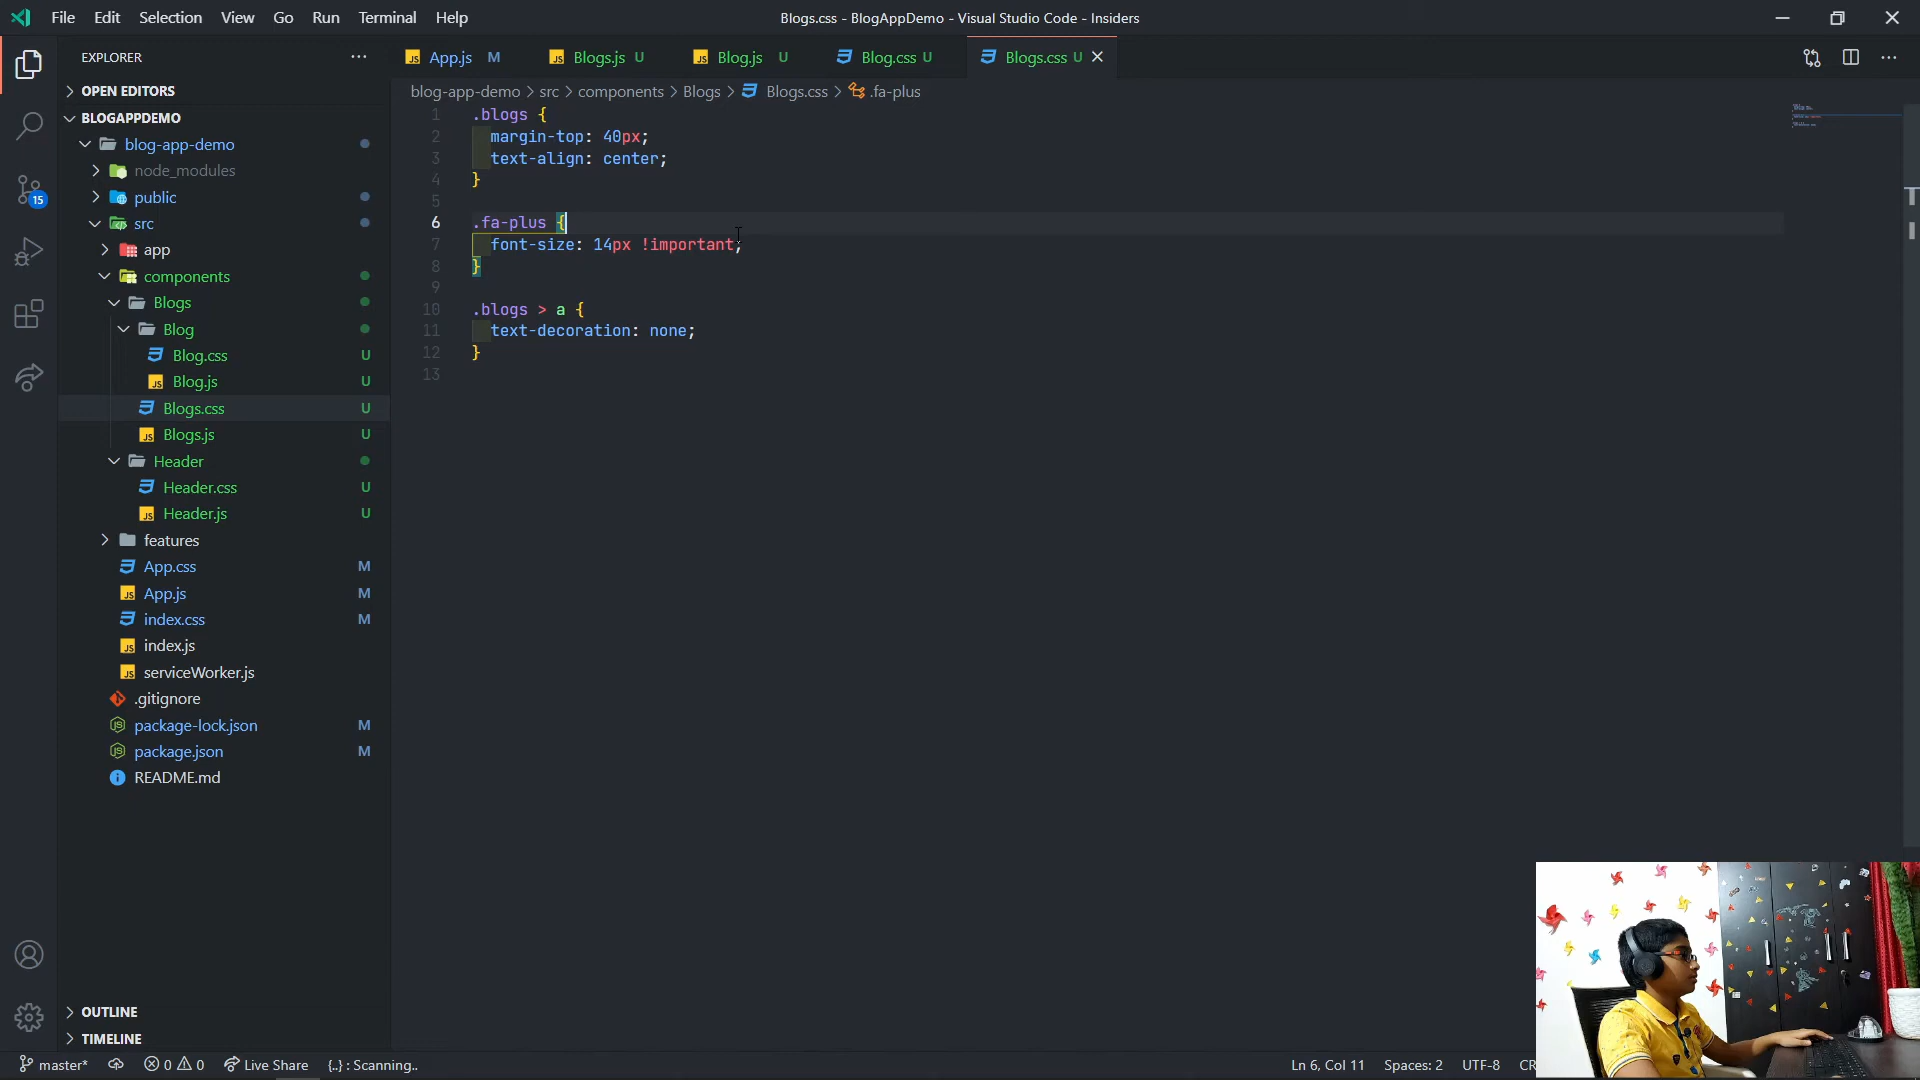 File Edit Selection View Go Run Terminal Help
Blogs.css - BlogAppDemo - Visual Studio Code - Insiders
EXPLORER
OPEN EDITORS
BLOGAPPDEMO
blog-app-demo
node_modules
public
src
app
components
Blogs
Blog
Blog.css U
Blog.js U
Blogs.css U
Blogs.js U
Header
Header.css U
Header.js U
features
App.css M
App.js M
index.css M
index.js
serviceWorker.js
.gitignore
package-lock.json M
package.json M
README.md
OUTLINE
TIMELINE
15
App.js M Blogs.js U Blog.js U Blog.css U Blogs.css U
blog-app-demo > src > components > Blogs > Blogs.css > .fa-plus
1 .blogs {
2 margin-top: 40px;
3 text-align: center;
4 }
5
6 .fa-plus {
7 font-size: 14px !important;
8 }
9
10 .blogs > a {
11 text-decoration: none;
12 }
13
master* 0 0 Live Share {..} : Scanning.. Ln 6, Col 11 Spaces: 2 UTF-8 CR